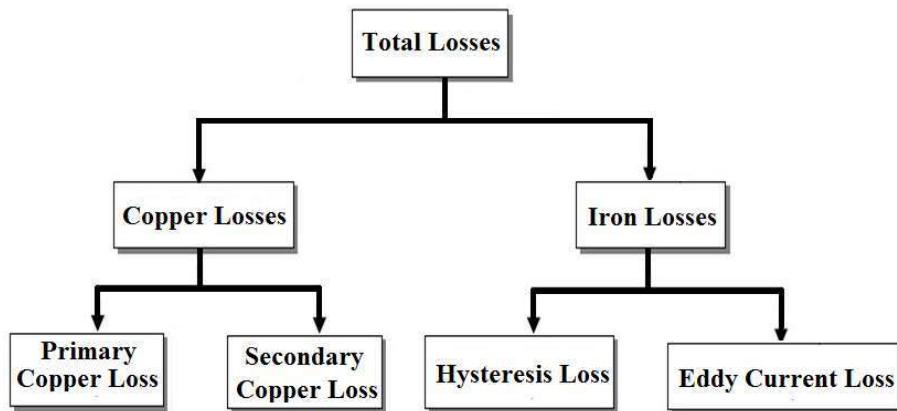 Total Losses
Copper Losses
Iron Losses
Primary
Copper Loss
Secondary
Copper Loss
Hysteresis Loss
Eddy Current Loss